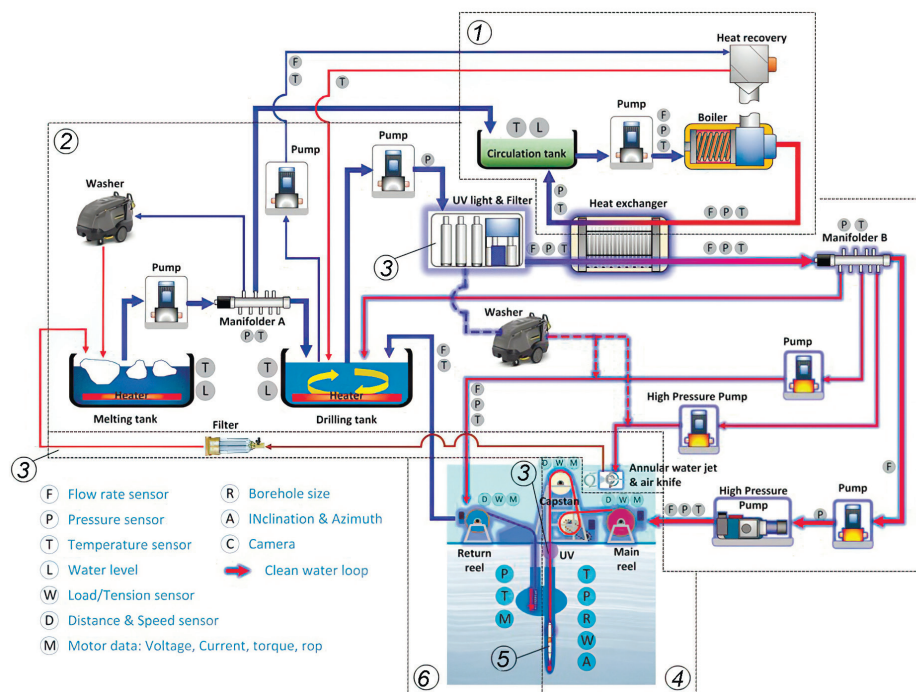 1
Heat recovery
F
T
T
Pump
F
P
T
Boiler
T L
Circulation tank
2
Pump
P
Pump
Washer
UV light & Filter
P
T
Heat exchanger
F P T
3
F P T
F P T
P T
Manifolder B
Pump
Manifolder A
P T
Washer
F
T
Pump
T
L
Heater
Melting tank
T
L
Heater
Drilling tank
F
P
T
High Pressure Pump
Filter
3
F
3
D W M
Capstan
Annular water jet
& air knife
D W M
D W M
F P T
High Pressure
Pump
P
Pump
Return
reel
UV
Main
reel
P
T
M
T
P
R
W
A
5
6
4
F Flow rate sensor
P Pressure sensor
T Temperature sensor
L Water level
W Load/Tension sensor
D Distance & Speed sensor
M Motor data: Voltage, Current, torque, rop
R Borehole size
A INclination & Azimuth
C Camera
Clean water loop